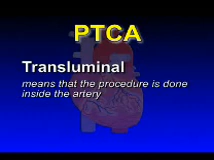 PTCA
Transluminal
means that the procedure is done
inside the artery